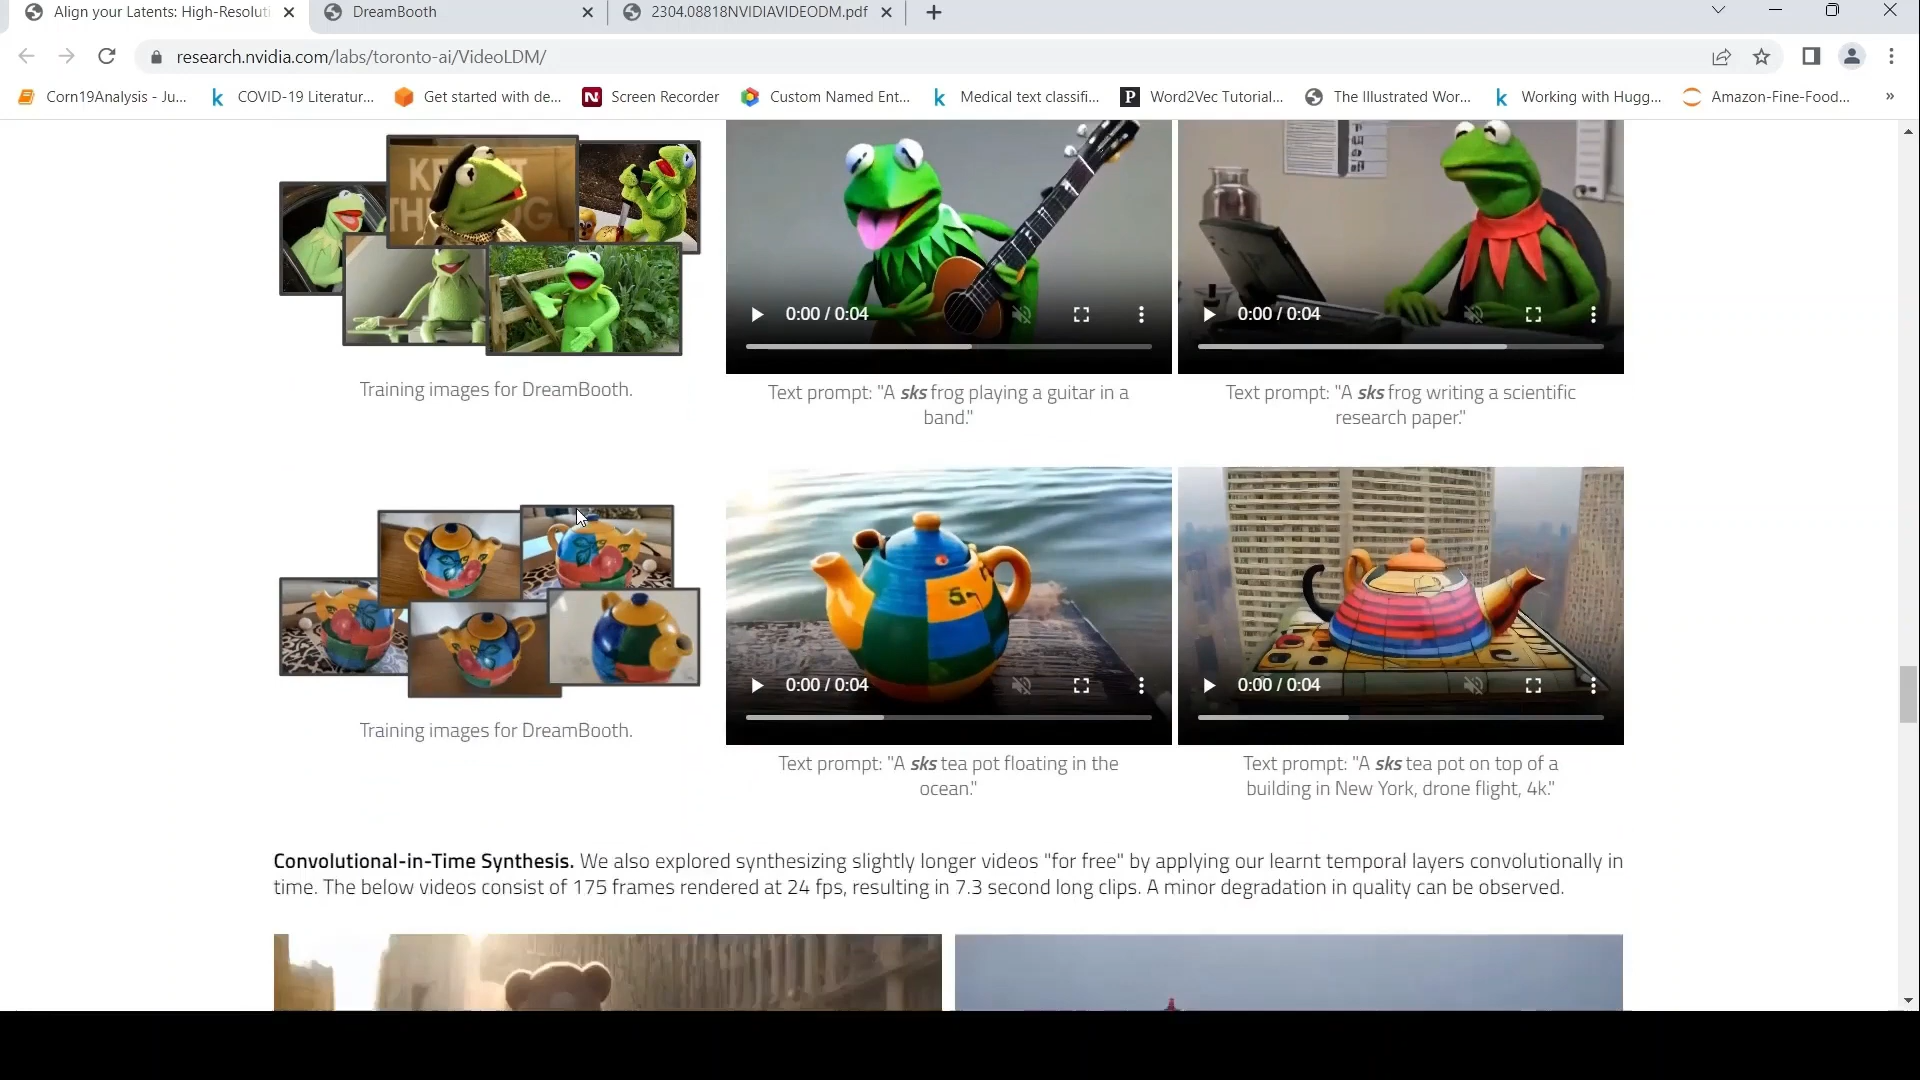 Align your Latents: High-Resoluti
DreamBooth
2304.08818NVIDIAVIDEODM.pdf
research.nvidia.com/labs/toronto-ai/VideoLDM/
Corn19Analysis - Ju...
COVID-19 Literatur...
Get started with de...
Screen Recorder
Custom Named Ent...
Medical text classifi...
Word2Vec Tutorial...
The Illustrated Wor...
Working with Hugg...
Amazon-Fine-Food...
»
0:00 / 0:04
0:00 / 0:04
Training images for DreamBooth.
Text prompt: "A sks frog playing a guitar in a
band."
Text prompt: "A sks frog writing a scientific
research paper."
0:00 / 0:04
0:00 / 0:04
Training images for DreamBooth.
Text prompt: "A sks tea pot floating in the
ocean."
Text prompt: "A sks tea pot on top of a
building in New York, drone flight, 4k."
Convolutional-in-Time Synthesis. We also explored synthesizing slightly longer videos "for free" by applying our learnt temporal layers convolutionally in
time. The below videos consist of 175 frames rendered at 24 fps, resulting in 7.3 second long clips. A minor degradation in quality can be observed.